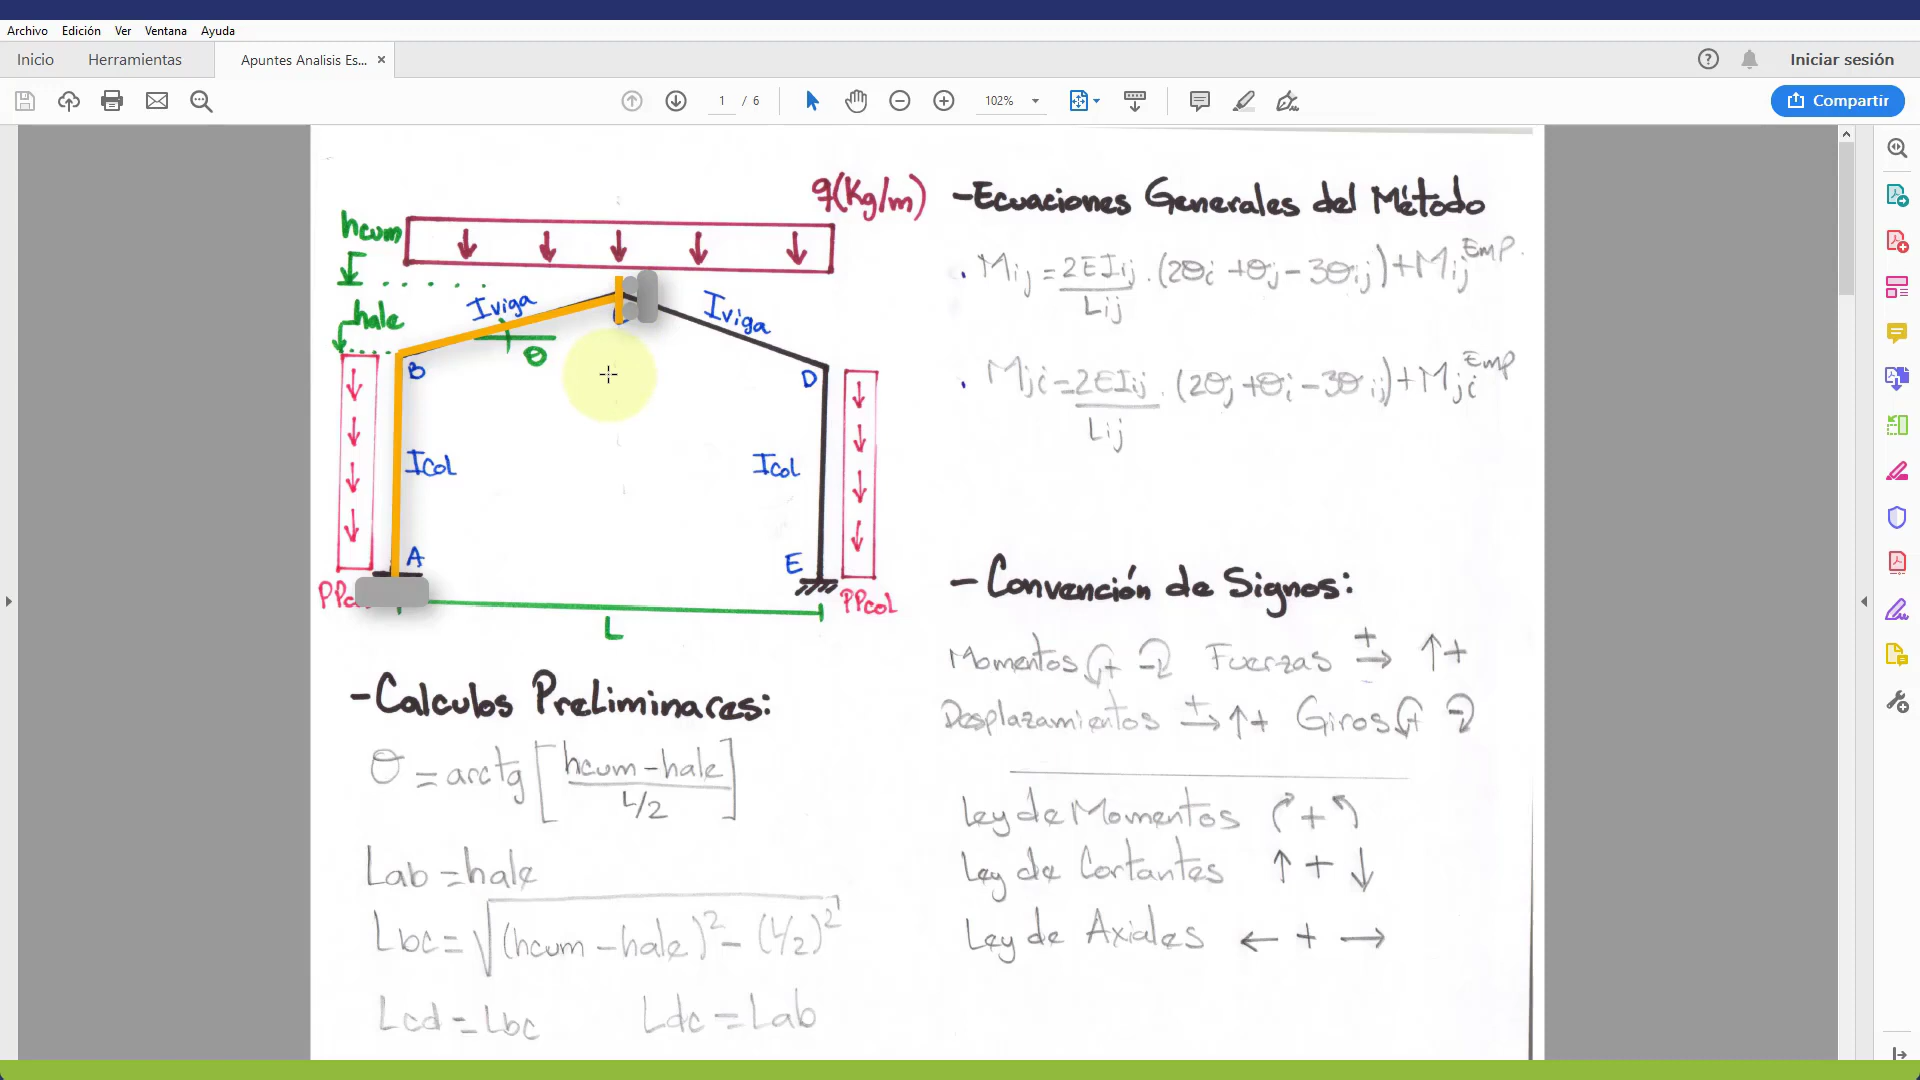 Archivo Edición Ver Ventana Ayuda
Inicio Herramientas Apuntes Analisis Es... × Iniciar sesión
1 / 6 102% Compartir
q(Kg/m)
hcum
hale
Iviga
Iviga
θ
B
D
Icol
Icol
A
E
PPcol
L
- Calculos Preliminares:
θ = arctg [ hcum - hale / L/2 ]
Lab = hale
Lbc = √(hcum - hale)² - (L/2)²
Lcd = Lbc Ldc = Lab
- Ecuaciones Generales del Método
· Mij = 2EIij / Lij · (2θi + θj - 3θij) + Mij^Emp.
· Mji = 2EIij / Lij · (2θj + θi - 3θij) + Mji^Emp
- Convención de Signos:
Momentos + - Fuerzas + → ↑+
Desplazamientos + → ↑+ Giros + -
Ley de Momentos +
Ley de Cortantes ↑ + ↓
Ley de Axiales ← + →